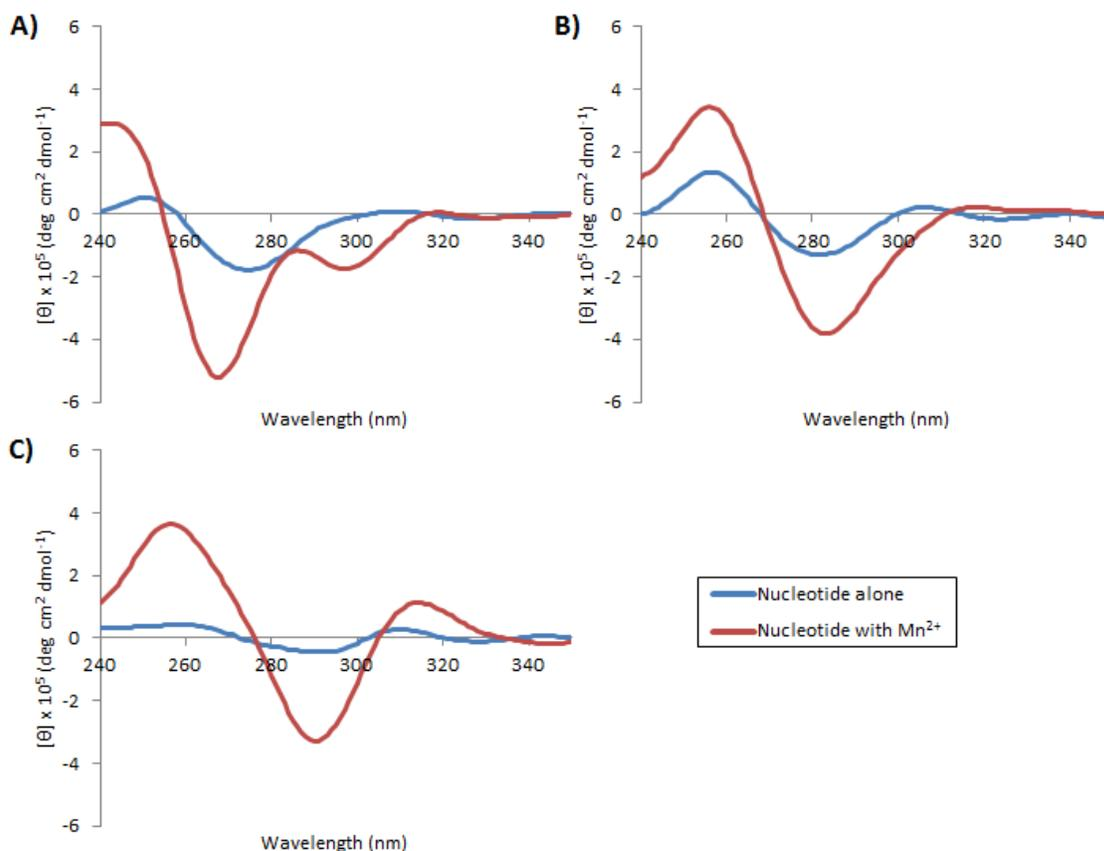 A)
6
4
2
0
-2
-4
-6
240 260 280 300 320 340
[θ] x 10⁵ (deg cm² dmol⁻¹)
Wavelength (nm)
B)
6
4
2
0
-2
-4
-6
240 260 280 300 320 340
[θ] x 10⁵ (deg cm² dmol⁻¹)
Wavelength (nm)
C)
6
4
2
0
-2
-4
-6
240 260 280 300 320 340
[θ] x 10⁵ (deg cm² dmol⁻¹)
Wavelength (nm)
Nucleotide alone
Nucleotide with Mn²⁺